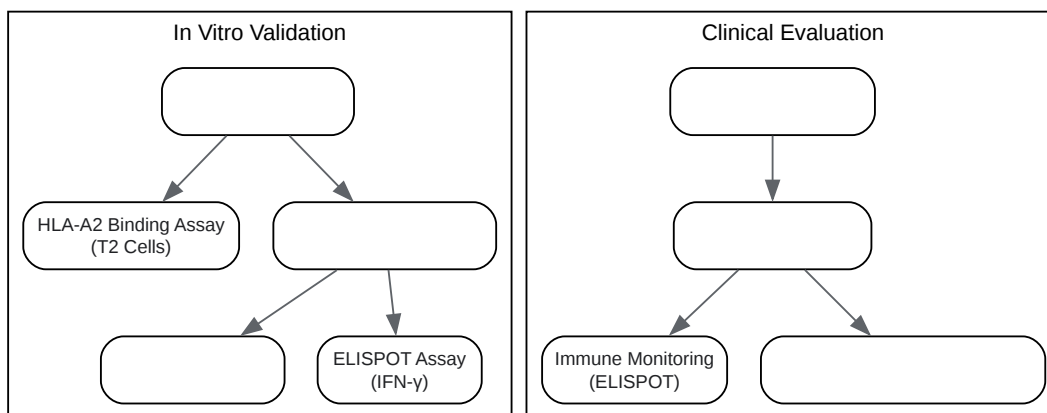 In Vitro Validation
Clinical Evaluation
HLA-A2 Binding Assay
(T2 Cells)
ELISPOT Assay
(IFN-γ)
Immune Monitoring
(ELISPOT)